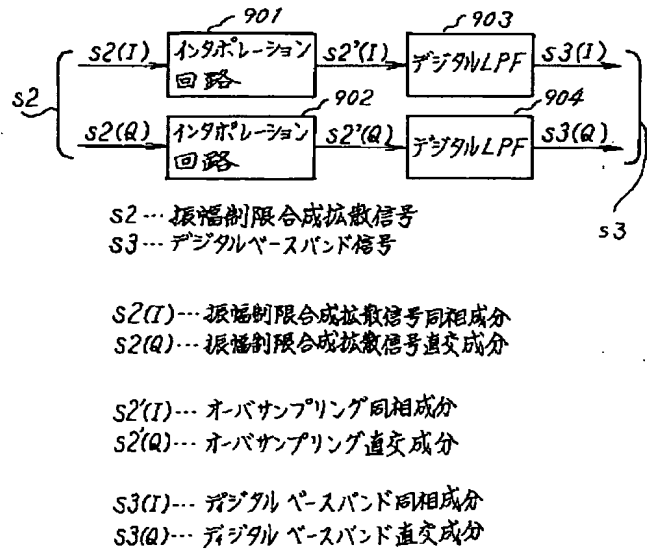 901
903
s2(I)
インタポレーション
回路
s2'(I)
デジタルLPF
s3(I)
s2
902
904
s2(Q)
インタポレーション
回路
s2'(Q)
デジタルLPF
s3(Q)
s3
s2…振幅制限合成拡散信号
s3…デジタルベースバンド信号
s2(I)…振幅制限合成拡散信号同相成分
s2(Q)…振幅制限合成拡散信号直交成分
s2'(I)…オーバサンプリング同相成分
s2'(Q)…オーバサンプリング直交成分
s3(I)…ディジタルベースバンド同相成分
s3(Q)…ディジタルベースバンド直交成分